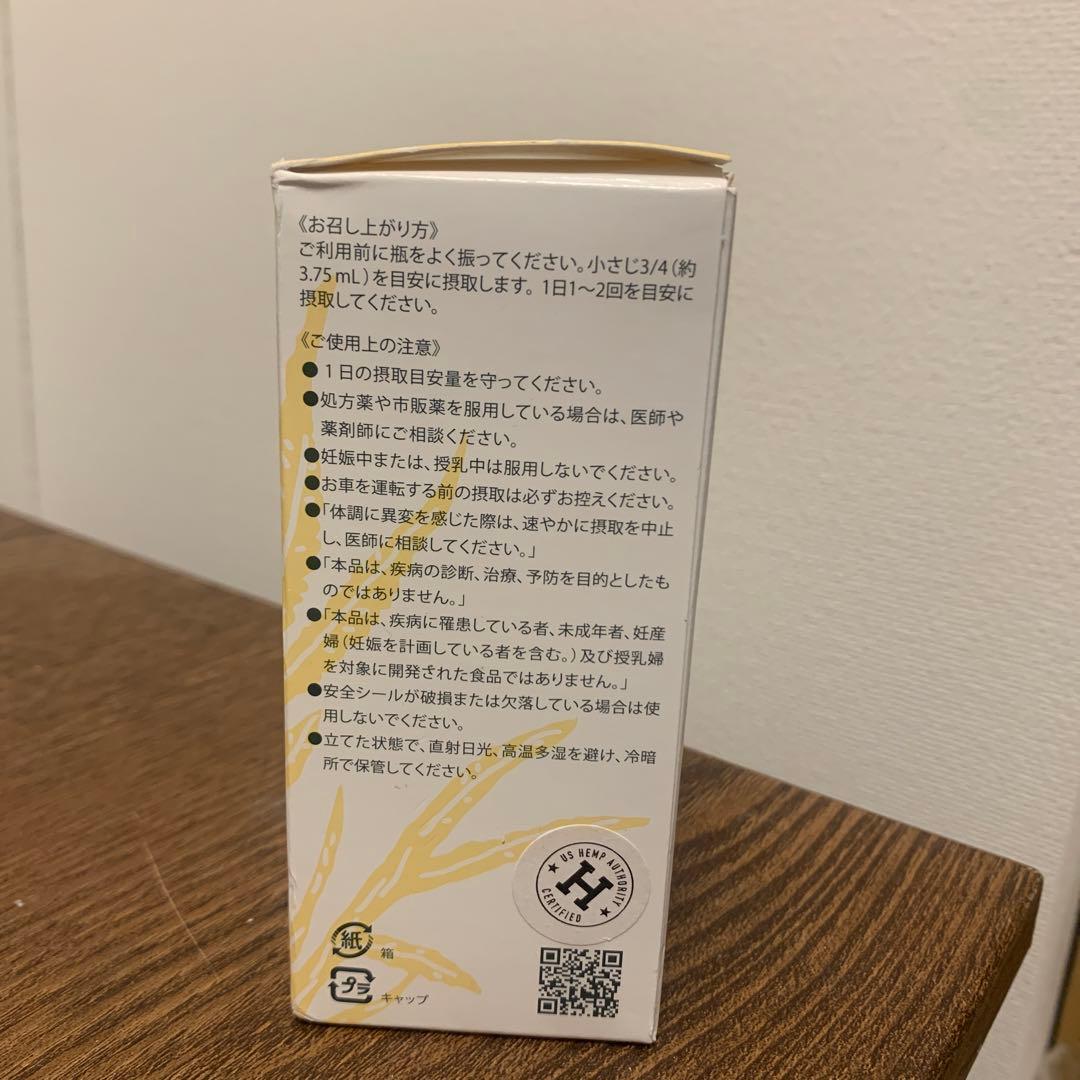 《お召し上がり方》
ご利用前に瓶をよく振ってください。小さじ3/4（約
3.75mL）を目安に摂取します。1日1〜2回を目安に
摂取してください。
《ご使用上の注意》
●1日の摂取目安量を守ってください。
●処方薬や市販薬を服用している場合は、医師や
薬剤師にご相談ください。
●妊娠中または、授乳中は服用しないでください。
●お車を運転する前の摂取は必ずお控えください。
●「体調に異変を感じた際は、速やかに摂取を中止
し、医師に相談してください。」
●「本品は、疾病の診断、治療、予防を目的としたも
のではありません。」
●「本品は、疾病に罹患している者、未成年者、妊産
婦（妊娠を計画している者を含む。）及び授乳婦
を対象に開発された食品ではありません。」
●安全シールが破損または欠落している場合は使
用しないでください。
●立てた状態で、直射日光、高温多湿を避け、冷暗
所で保管してください。
US HEMP AUTHORITY
H
CERTIFIED
紙 箱
プラ キャップ